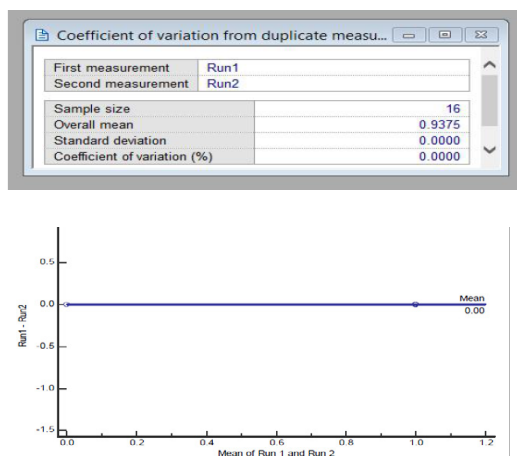 Coefficient of variation from duplicate measu...
First measurement Run1
Second measurement Run2
Sample size 16
Overall mean 0.9375
Standard deviation 0.0000
Coefficient of variation (%) 0.0000
0.5
0.0
-0.5
-1.0
-1.5
Run1 - Run2
Mean
0.00
0.0 0.2 0.4 0.6 0.8 1.0 1.2
Mean of Run 1 and Run 2